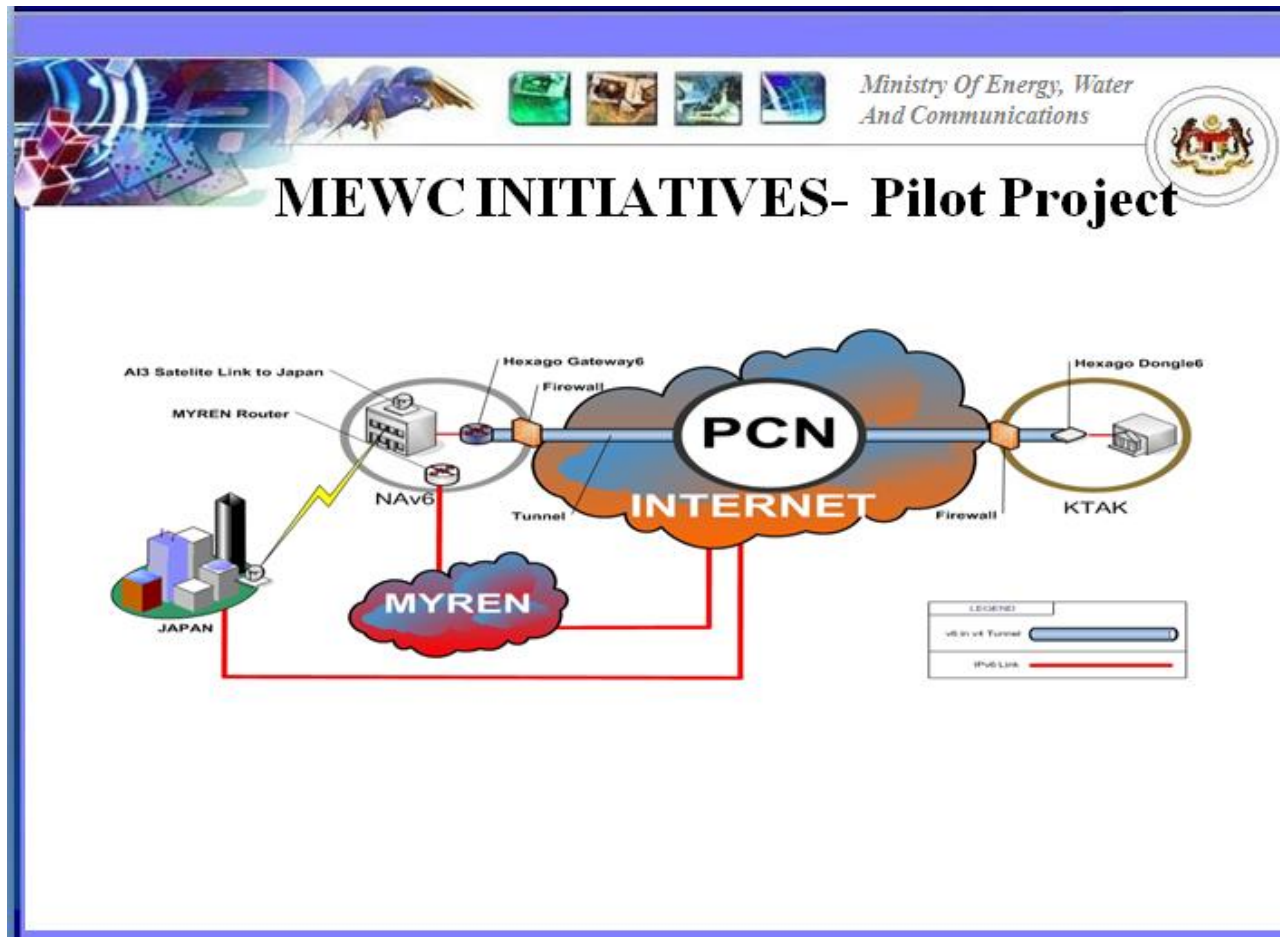 Ministry Of Energy, Water
And Communications
MEWC INITIATIVES- Pilot Project
AI3 Satelite Link to Japan
Hexago Gateway6
Firewall
Hexago Dongle6
MYREN Router
PCN
NAv6
Tunnel
INTERNET
Firewall
KTAK
MYREN
JAPAN
LEGEND
v6 in v4 Tunnel
IPv6 Link